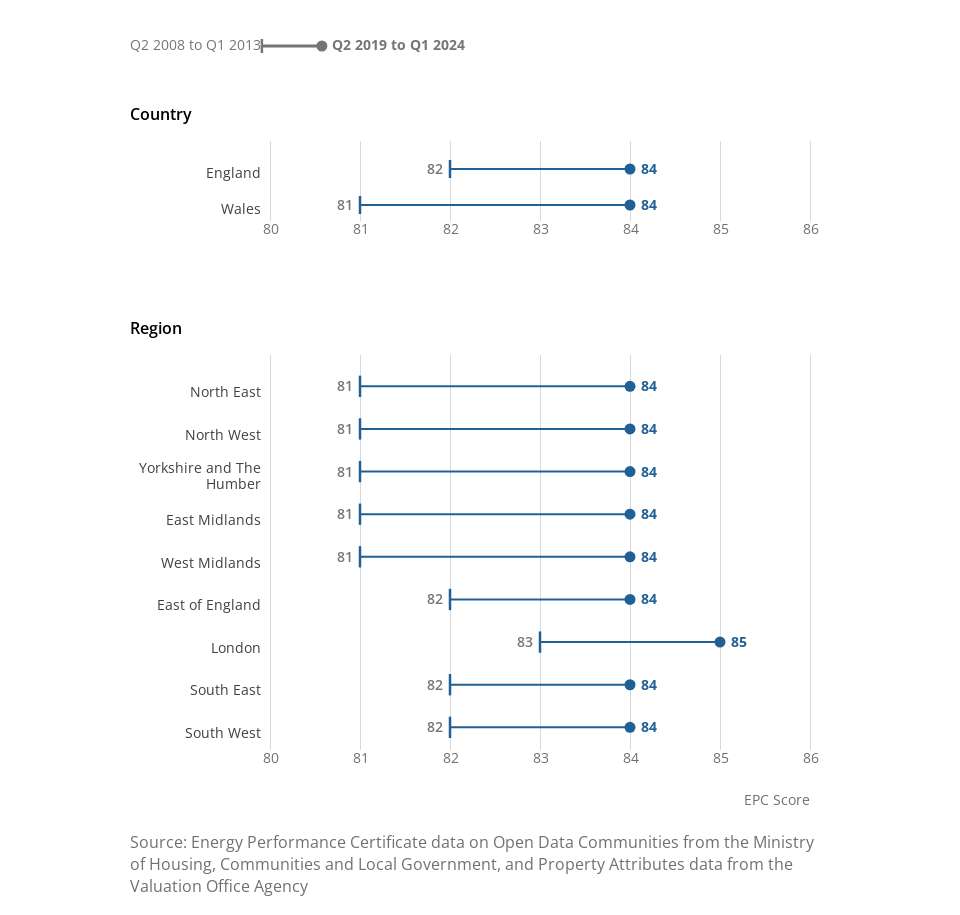 Q2 2008 to Q1 2013 Q2 2019 to Q1 2024
Country
England 82 84
Wales 81 84
80 81 82 83 84 85 86
Region
North East 81 84
North West 81 84
Yorkshire and The
Humber 81 84
East Midlands 81 84
West Midlands 81 84
East of England 82 84
London 83 85
South East 82 84
South West 82 84
80 81 82 83 84 85 86
EPC Score
Source: Energy Performance Certificate data on Open Data Communities from the Ministry
of Housing, Communities and Local Government, and Property Attributes data from the
Valuation Office Agency